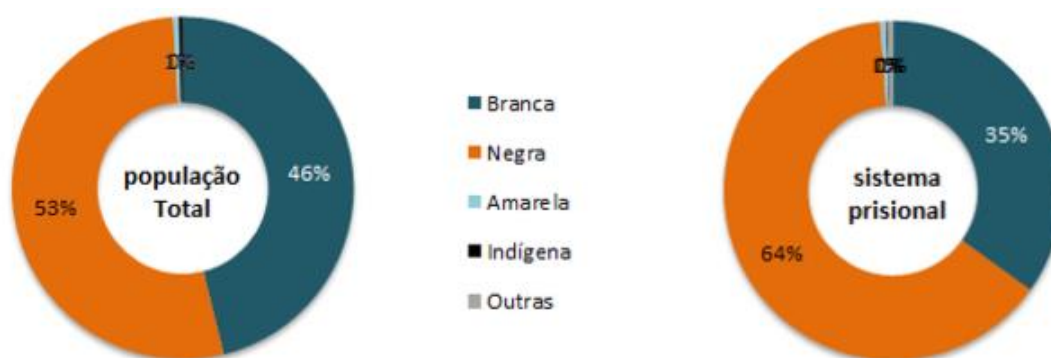 46%
53%
população
Total
Branca
Negra
Amarela
Indígena
Outras
35%
64%
sistema
prisional